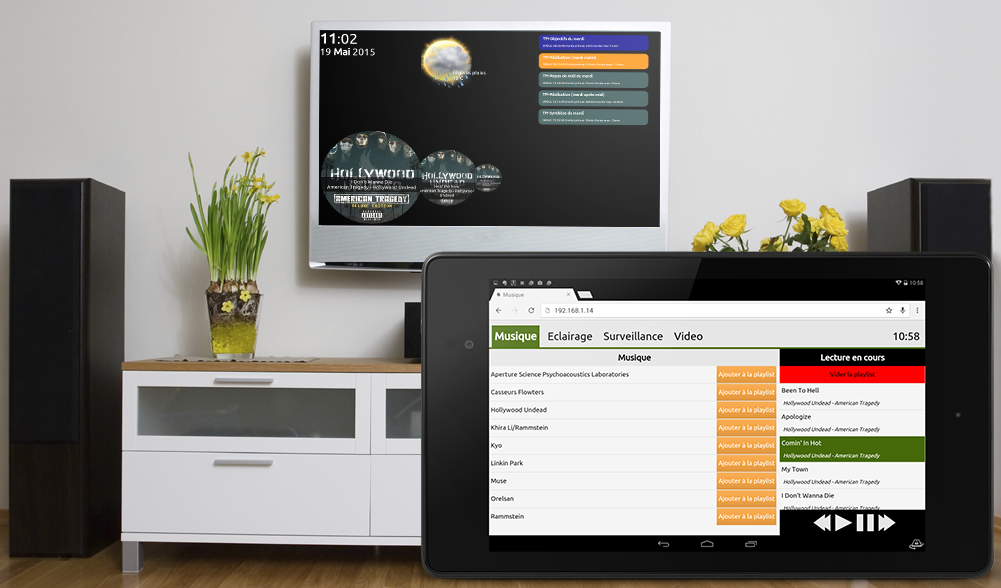 11:02
19 Mai 2015
TPI-Objectifs du mardi
TPI-Réalisation (mardi matin)
TPI-Repas de midi du mardi
TPI-Réalisation (mardi après-midi)
TPI-Synthèse du mardi
HOLLYWOOD
I Don't Wanna Die
American Tragedy - Hollywood Undead
AMERICAN TRAGEDY
DELUXE EDITION
HOLLYWOOD
UNDEAD
Hear Me Now
American Tragedy - Hollywood
Undead
10:58
Musique
192.168.1.14
Musique Eclairage Surveillance Video 10:58
Musique
Aperture Science Psychoacoustics Laboratories Ajouter à la playlist
Casseurs Flowters Ajouter à la playlist
Hollywood Undead Ajouter à la playlist
Khira Li/Rammstein Ajouter à la playlist
Kyo Ajouter à la playlist
Linkin Park Ajouter à la playlist
Muse Ajouter à la playlist
Orelsan Ajouter à la playlist
Rammstein Ajouter à la playlist
Lecture en cours
Vider la playlist
Been To Hell
Hollywood Undead - American Tragedy
Apologize
Hollywood Undead - American Tragedy
Comin' In Hot
Hollywood Undead - American Tragedy
My Town
Hollywood Undead - American Tragedy
I Don't Wanna Die
Hollywood Undead - American Tragedy